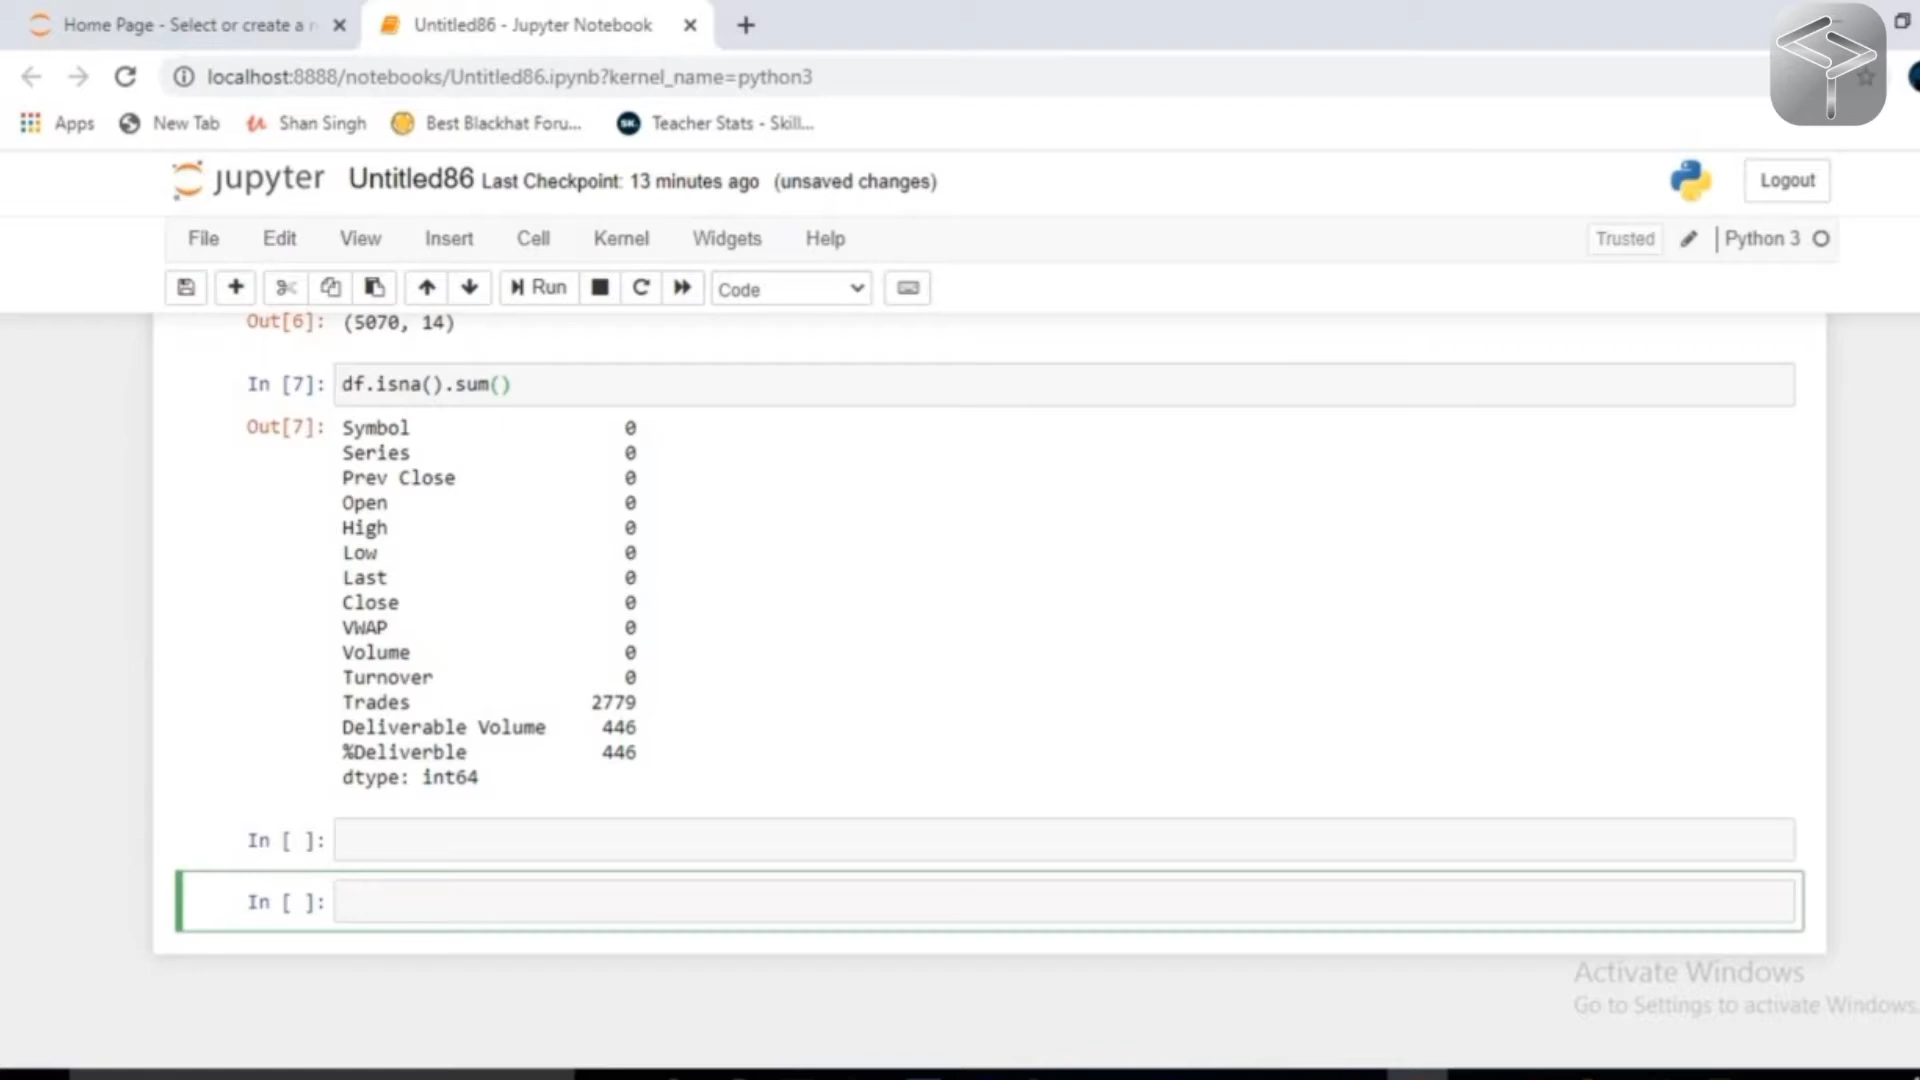 Home Page - Select or create a n
Untitled86 - Jupyter Notebook
localhost:8888/notebooks/Untitled86.ipynb?kernel_name=python3
Apps New Tab Shan Singh Best Blackhat Foru... Teacher Stats - Skill...
jupyter Untitled86 Last Checkpoint: 13 minutes ago (unsaved changes) Logout
File Edit View Insert Cell Kernel Widgets Help Trusted Python 3
Run Code
Out[6]: (5070, 14)
In [7]: df.isna().sum()
Out[7]: Symbol 0
Series 0
Prev Close 0
Open 0
High 0
Low 0
Last 0
Close 0
VWAP 0
Volume 0
Turnover 0
Trades 2779
Deliverable Volume 446
%Deliverble 446
dtype: int64
In [ ]:
In [ ]:
Activate Windows
Go to Settings to activate Windows.